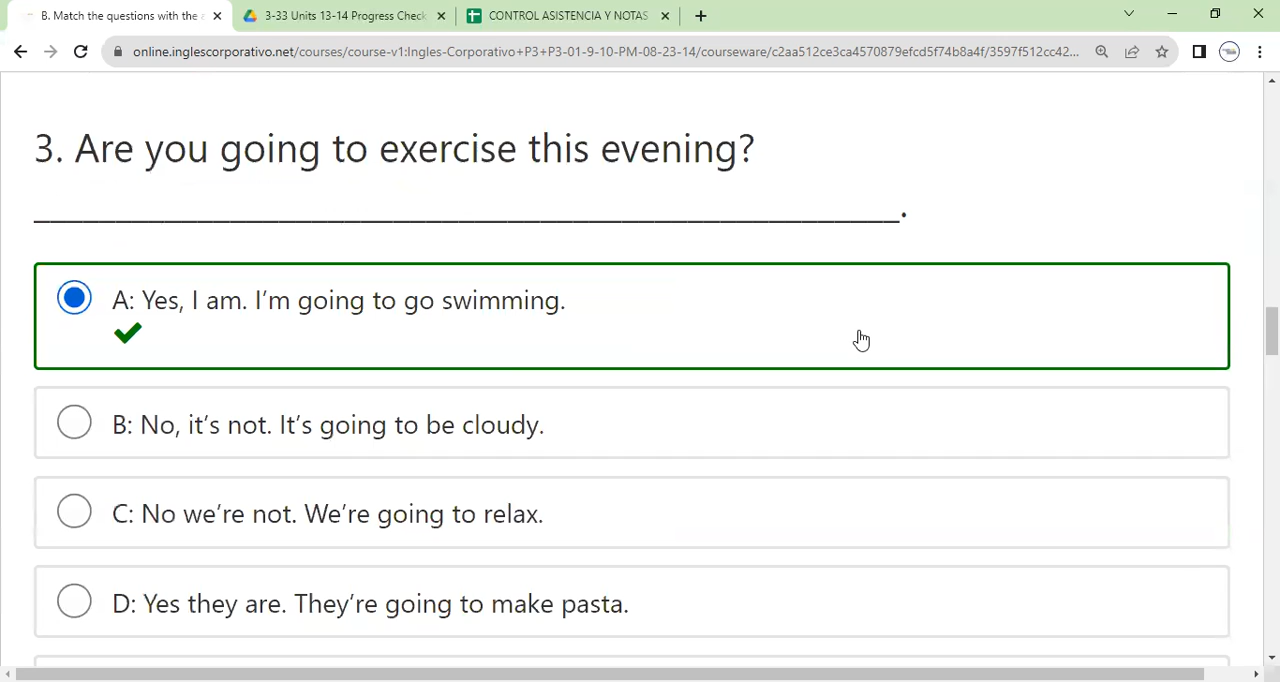 B. Match the questions with the a
3-33 Units 13-14 Progress Check
CONTROL ASISTENCIA Y NOTAS
online.inglescorporativo.net/courses/course-v1:Ingles-Corporativo+P3+P3-01-9-10-PM-08-23-14/courseware/c2aa512ce3ca4570879efcd5f74b8a4f/3597f512cc42...
3. Are you going to exercise this evening?
______________________________________________________.
A: Yes, I am. I’m going to go swimming.
B: No, it’s not. It’s going to be cloudy.
C: No we’re not. We’re going to relax.
D: Yes they are. They’re going to make pasta.